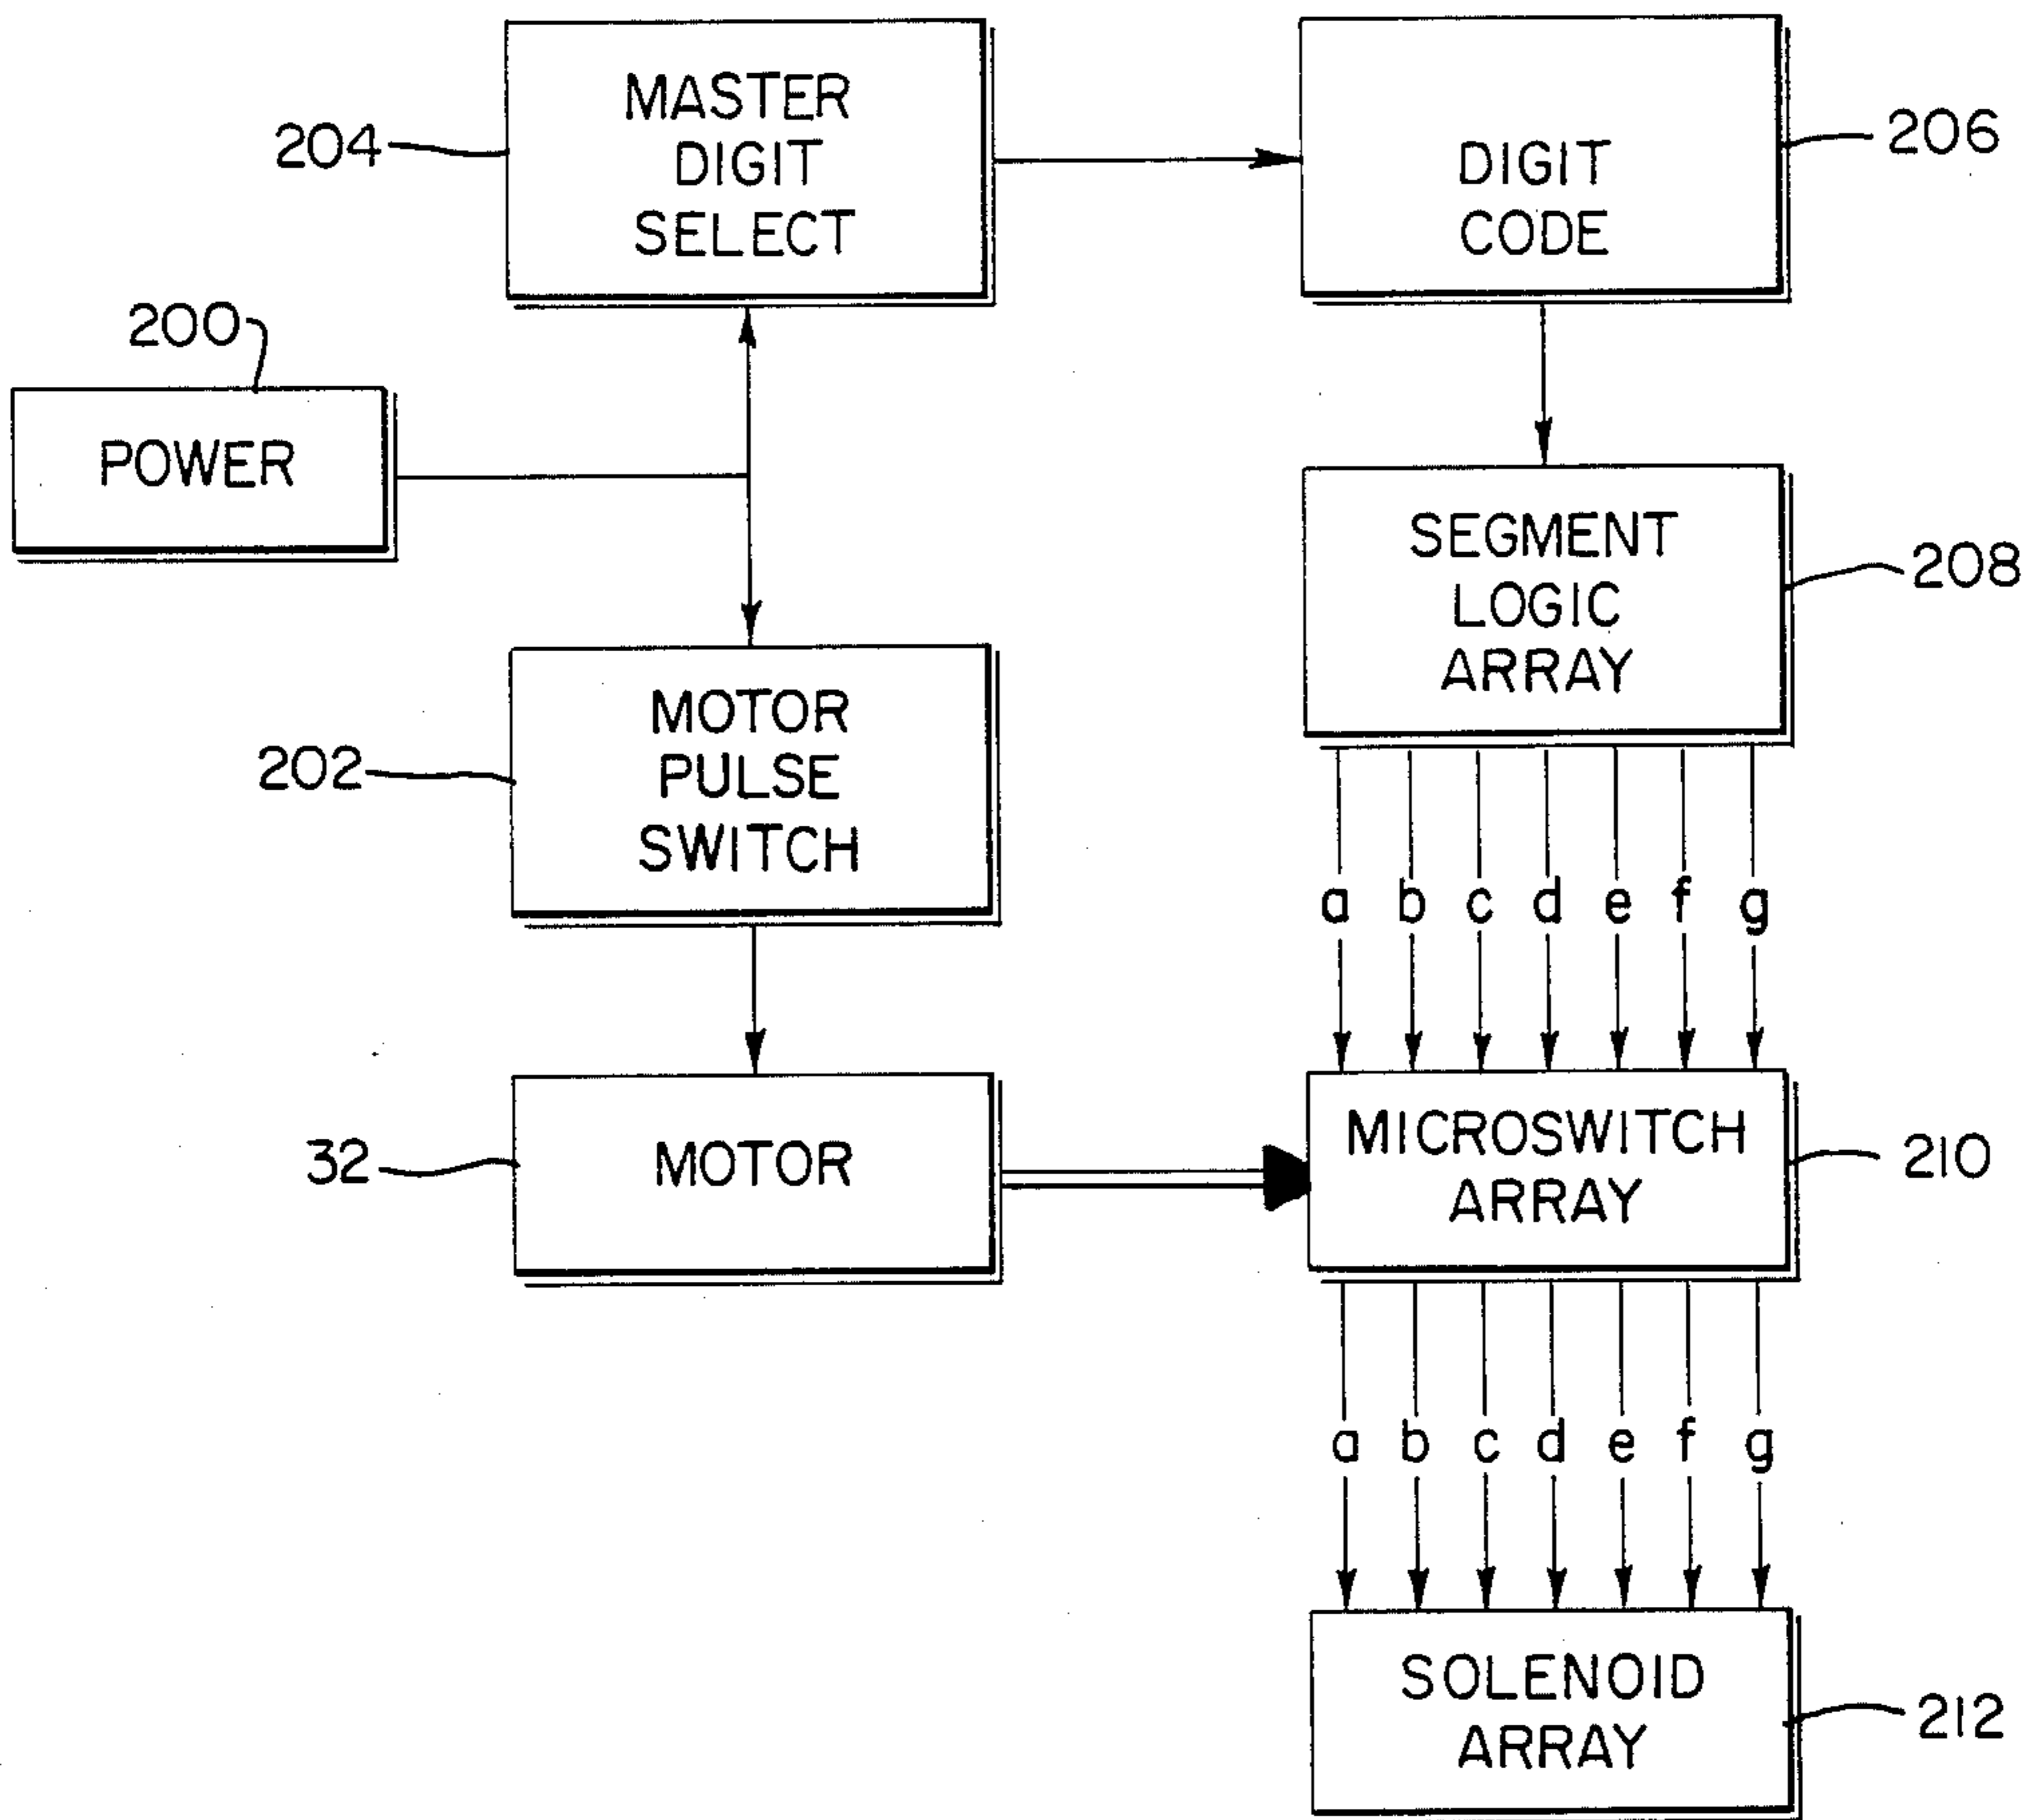 204
MASTER
DIGIT
SELECT
DIGIT
CODE
206
200
POWER
SEGMENT
LOGIC
ARRAY
208
202
MOTOR
PULSE
SWITCH
a b c d e f g
32
MOTOR
MICROSWITCH
ARRAY
210
a b c d e f g
SOLENOID
ARRAY
212